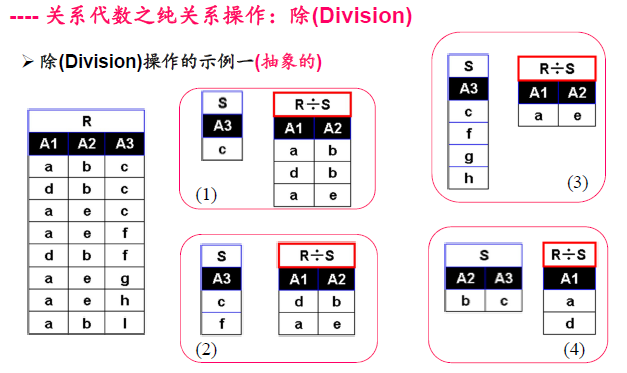 ---- 关系代数之纯关系操作：除(Division)
➢ 除(Division)操作的示例一(抽象的)
R
A1 A2 A3
a b c
d b c
a e c
a e f
d b f
a e g
a e h
a b l
S
A3
c
R÷S
A1 A2
a b
d b
a e
(1)
S
A3
c
f
R÷S
A1 A2
d b
a e
(2)
S
A3
c
f
g
h
R÷S
A1 A2
a e
(3)
S
A2 A3
b c
R÷S
A1
a
d
(4)